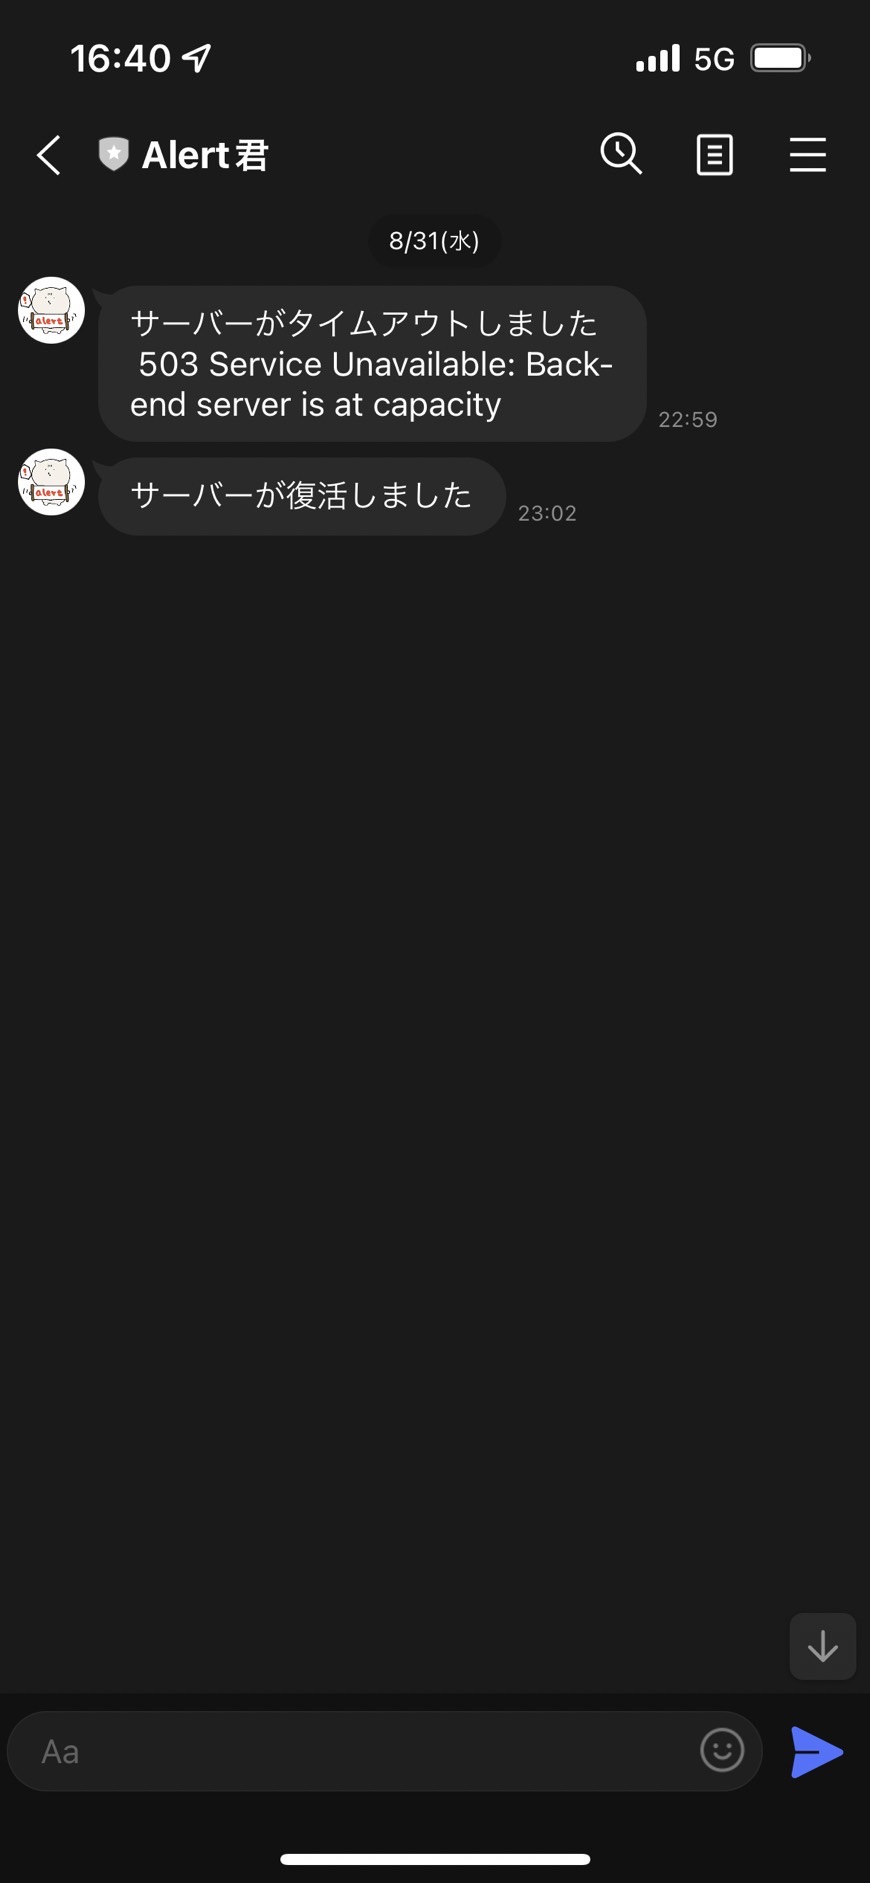 16:40
5G
Alert君
8/31(水)
alert
サーバーがタイムアウトしました
503 Service Unavailable: Back-
end server is at capacity
22:59
alert
サーバーが復活しました
23:02
Aa